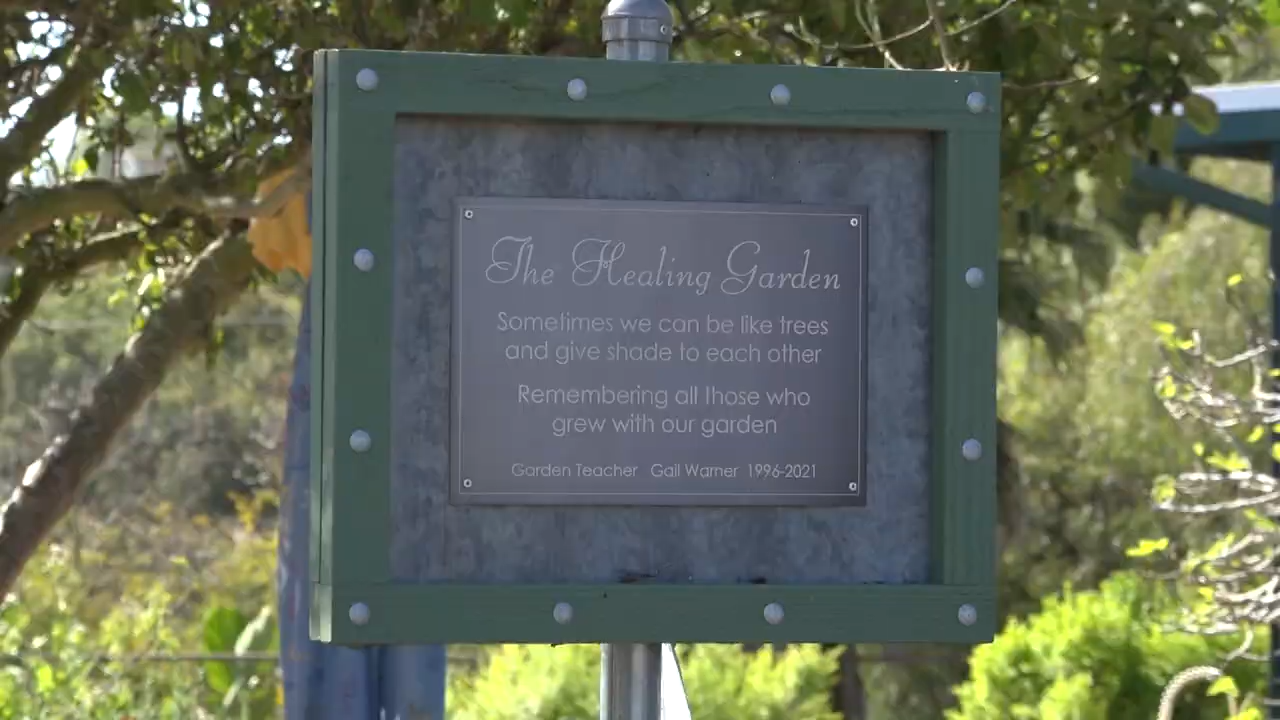 The Healing Garden
Sometimes we can be like trees
and give shade to each other
Remembering all those who
grew with our garden
Garden Teacher Gail Warner 1996-2021